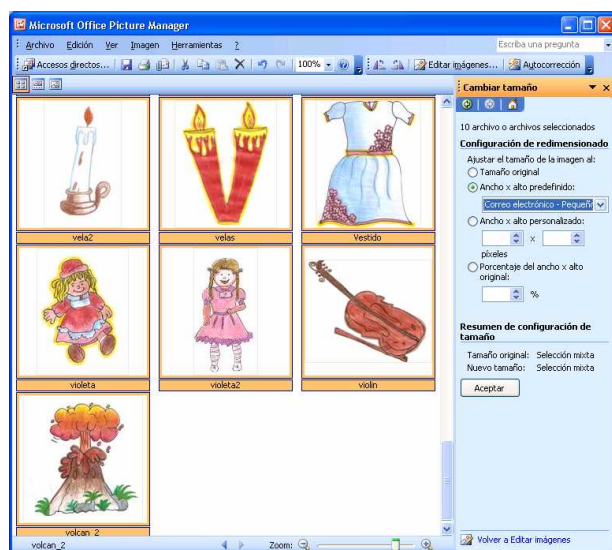 Microsoft Office Picture Manager
Archivo Edición Ver Imagen Herramientas ? Escriba una pregunta
Accesos directos... 100% Editar imágenes... Autocorrección
Cambiar tamaño
10 archivo o archivos seleccionados
Configuración de redimensionado
Ajustar el tamaño de la imagen al:
Tamaño original
Ancho x alto predefinido:
Correo electrónico - Pequeñ
Ancho x alto personalizado:
x
píxeles
Porcentaje del ancho x alto
original:
%
Resumen de configuración de
tamaño
Tamaño original: Selección mixta
Nuevo tamaño: Selección mixta
Aceptar
vela2 velas Vestido
violeta violeta2 violin
volcan_2
Volver a Editar imágenes
volcan_2 Zoom: